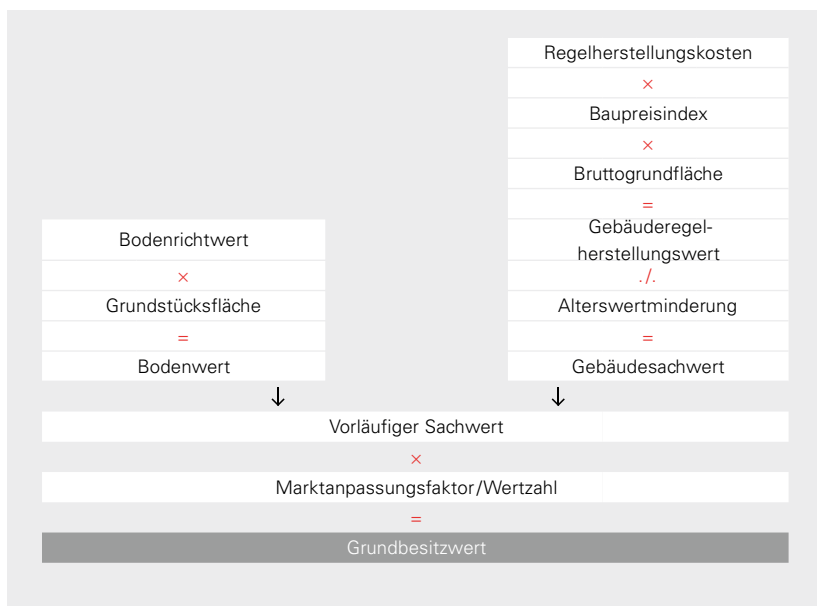 Regelherstellungskosten
×
Baupreisindex
×
Bruttogrundfläche
=
Gebäuderegel-
herstellungswert
./.
Alterswertminderung
=
Gebäudesachwert
Bodenrichtwert
×
Grundstücksfläche
=
Bodenwert
↓ ↓
Vorläufiger Sachwert
×
Marktanpassungsfaktor/Wertzahl
=
Grundbesitzwert